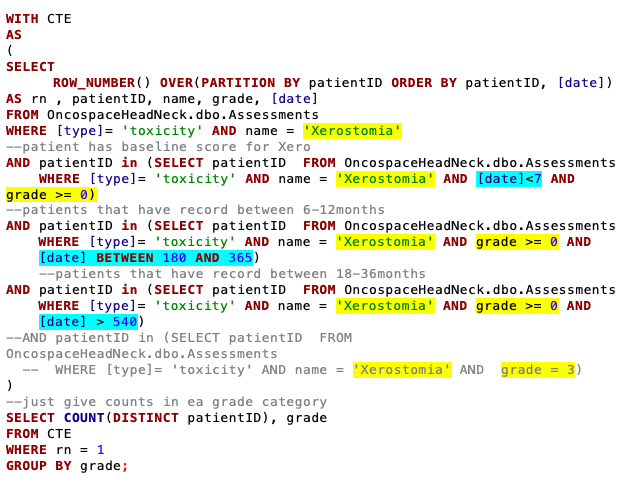 WITH CTE
AS
(
SELECT
ROW_NUMBER() OVER(PARTITION BY patientID ORDER BY patientID, [date])
AS rn , patientID, name, grade, [date]
FROM OncospaceHeadNeck.dbo.Assessments
WHERE [type]= 'toxicity' AND name = 'Xerostomia'
--patient has baseline score for Xero
AND patientID in (SELECT patientID  FROM OncospaceHeadNeck.dbo.Assessments
WHERE [type]= 'toxicity' AND name = 'Xerostomia' AND [date]<7 AND
grade >= 0)
--patients that have record between 6-12months
AND patientID in (SELECT patientID  FROM OncospaceHeadNeck.dbo.Assessments
WHERE [type]= 'toxicity' AND name = 'Xerostomia' AND grade >= 0 AND
[date] BETWEEN 180 AND 365)
--patients that have record between 18-36months
AND patientID in (SELECT patientID  FROM OncospaceHeadNeck.dbo.Assessments
WHERE [type]= 'toxicity' AND name = 'Xerostomia' AND grade >= 0 AND
[date] > 540)
--AND patientID in (SELECT patientID  FROM
OncospaceHeadNeck.dbo.Assessments
--  WHERE [type]= 'toxicity' AND name = 'Xerostomia' AND  grade = 3)
)
--just give counts in ea grade category
SELECT COUNT(DISTINCT patientID), grade
FROM CTE
WHERE rn = 1
GROUP BY grade;